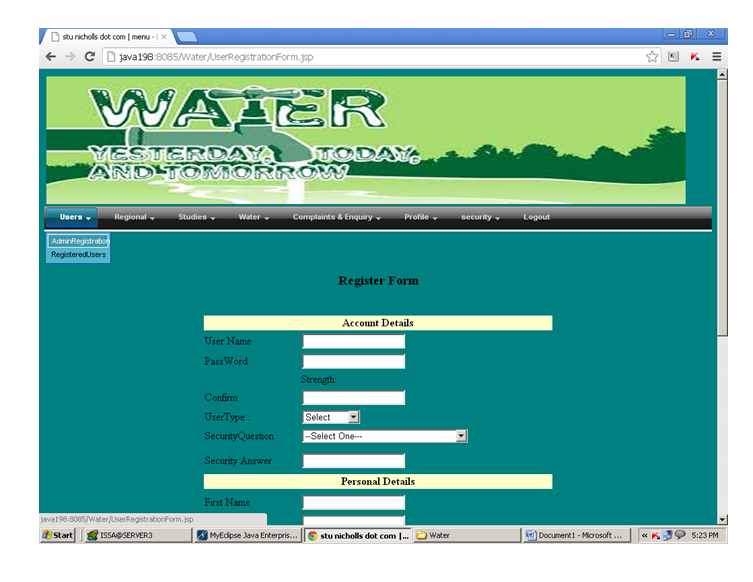 stu nicholls dot com | menu - |
java198:8085/Water/UserRegistrationForm.jsp
WATER
YESTERDAY, TODAY,
AND TOMORROW
Users Regional Studies Water Complaints & Enquiry Profile security Logout
AdminRegistration
RegisteredUsers
Register Form
Account Details
User Name
PassWord
Strength:
Confirm
UserType : Select
SecurityQuestion --Select One---
Security Answer
Personal Details
First Name
java198:8085/Water/UserRegistrationForm.jsp
Start ISSA@SERVER3 MyEclipse Java Enterpris... stu nicholls dot com |... Water Document1 - Microsoft ... « 5:23 PM